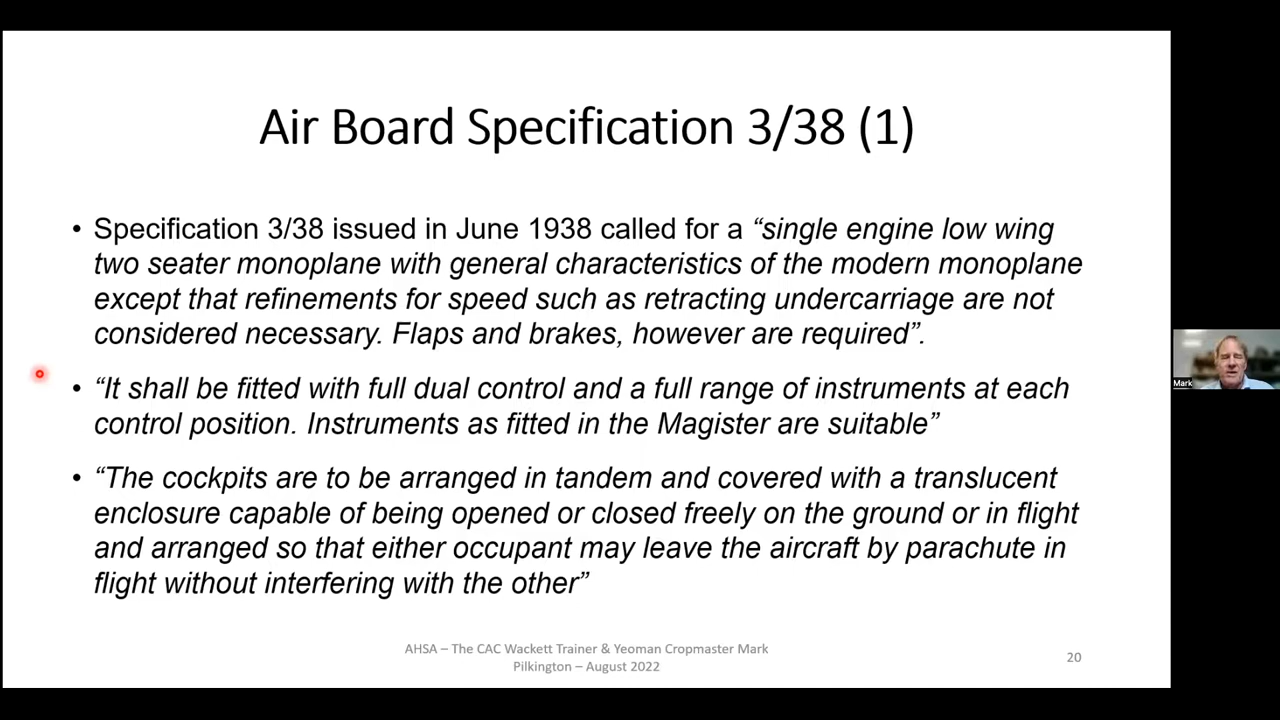 Air Board Specification 3/38 (1)
• Specification 3/38 issued in June 1938 called for a “single engine low wing
two seater monoplane with general characteristics of the modern monoplane
except that refinements for speed such as retracting undercarriage are not
considered necessary. Flaps and brakes, however are required”.
• “It shall be fitted with full dual control and a full range of instruments at each
control position. Instruments as fitted in the Magister are suitable”
• “The cockpits are to be arranged in tandem and covered with a translucent
enclosure capable of being opened or closed freely on the ground or in flight
and arranged so that either occupant may leave the aircraft by parachute in
flight without interfering with the other”
AHSA – The CAC Wackett Trainer & Yeoman Cropmaster Mark
Pilkington – August 2022
20
Mark